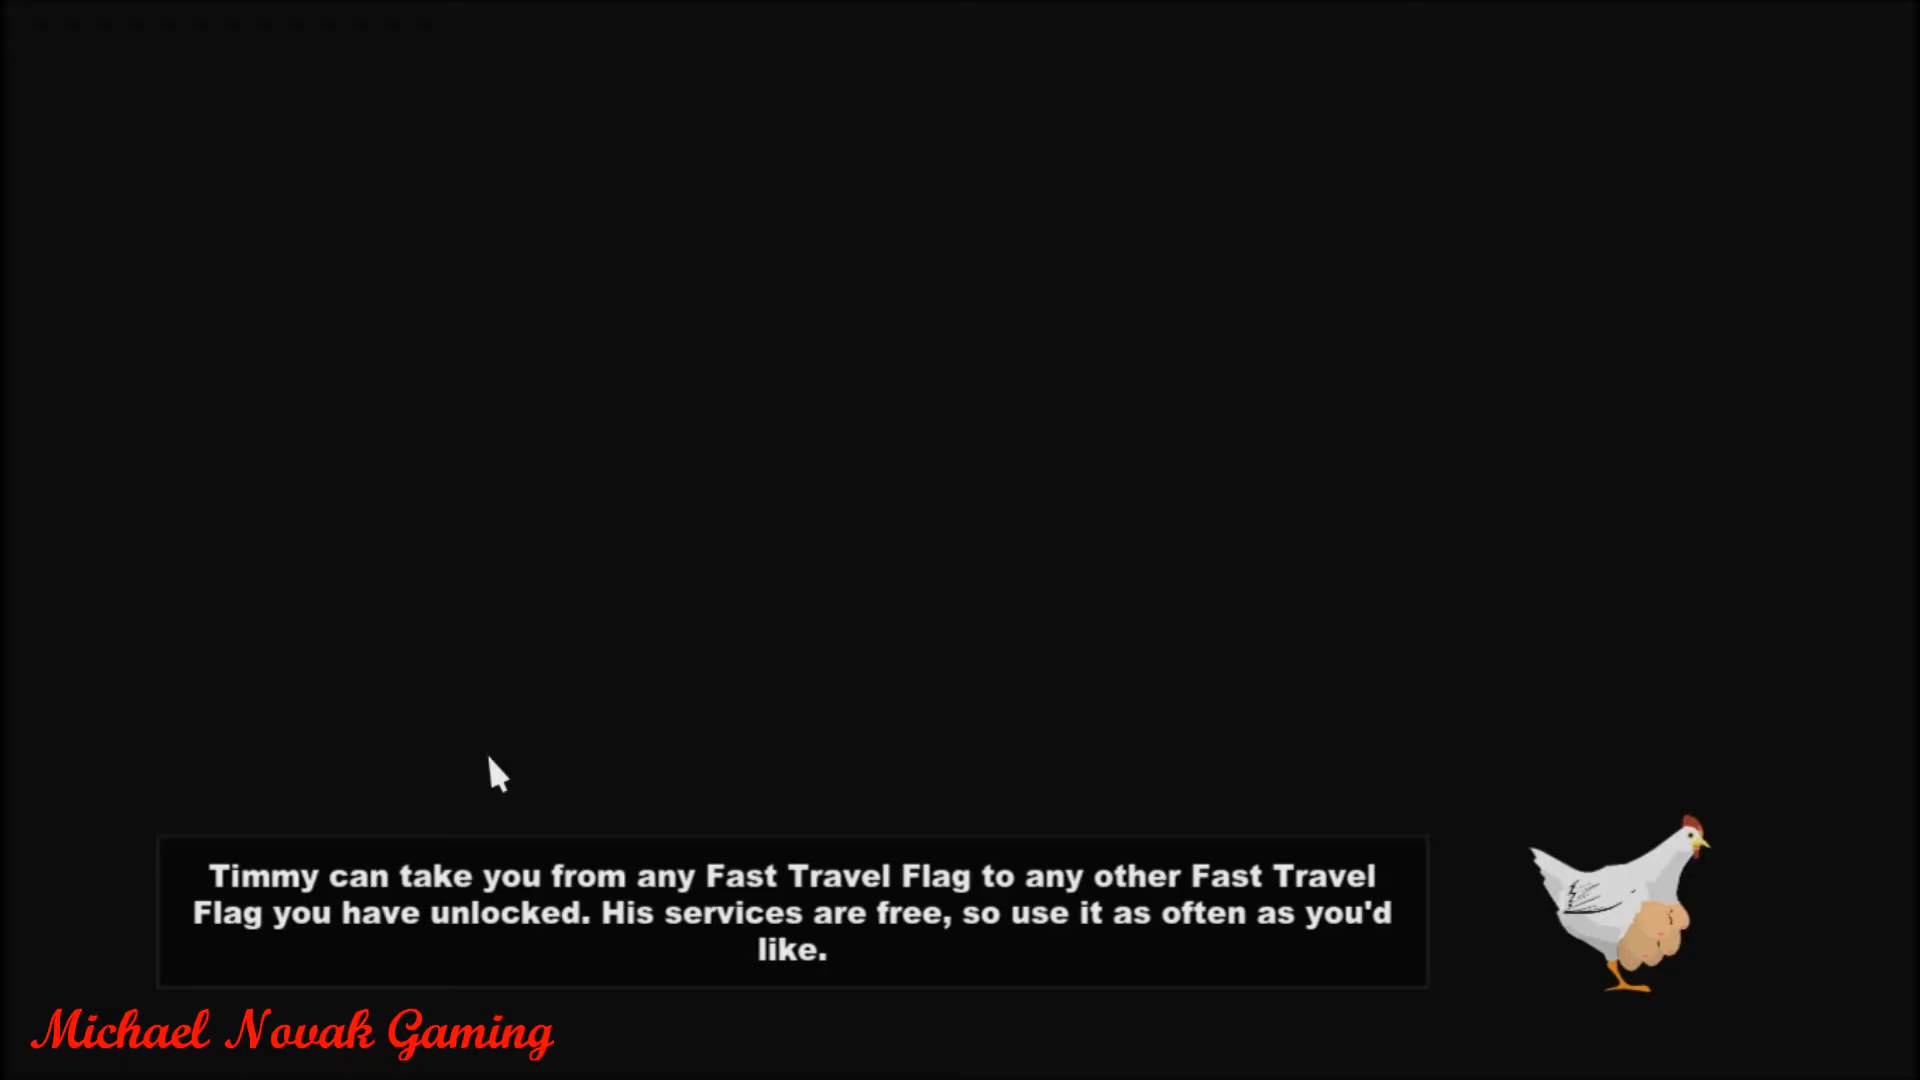 Timmy can take you from any Fast Travel Flag to any other Fast Travel
Flag you have unlocked. His services are free, so use it as often as you'd
like.
Michael Novak Gaming